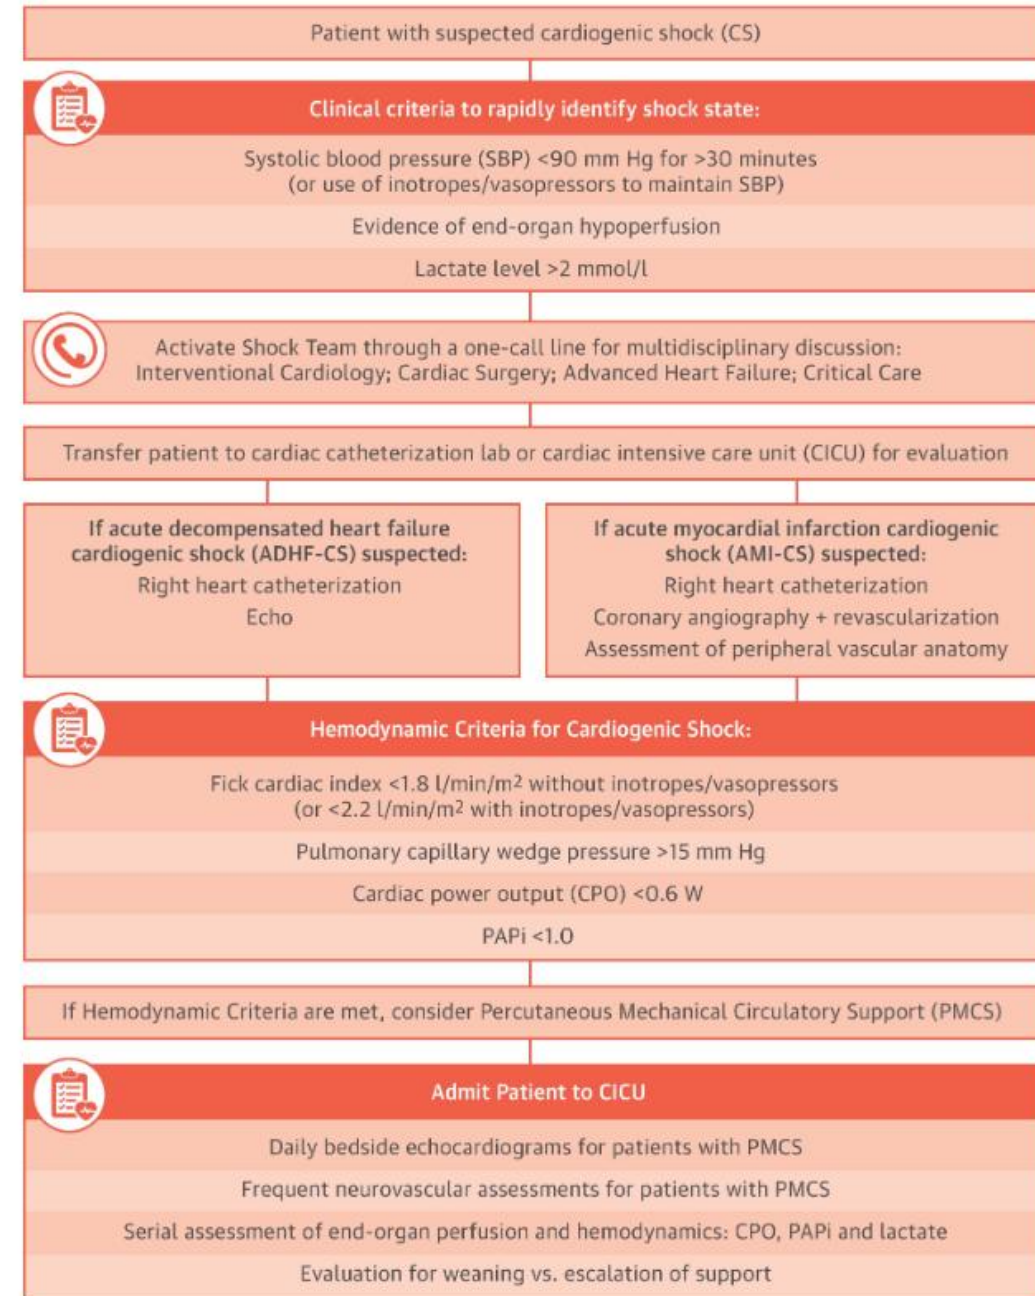 Patient with suspected cardiogenic shock (CS)
Clinical criteria to rapidly identify shock state:
Systolic blood pressure (SBP) <90 mm Hg for >30 minutes
(or use of inotropes/vasopressors to maintain SBP)
Evidence of end-organ hypoperfusion
Lactate level >2 mmol/l
Activate Shock Team through a one-call line for multidisciplinary discussion:
Interventional Cardiology; Cardiac Surgery; Advanced Heart Failure; Critical Care
Transfer patient to cardiac catheterization lab or cardiac intensive care unit (CICU) for evaluation
If acute decompensated heart failure
cardiogenic shock (ADHF-CS) suspected:
Right heart catheterization
Echo
If acute myocardial infarction cardiogenic
shock (AMI-CS) suspected:
Right heart catheterization
Coronary angiography + revascularization
Assessment of peripheral vascular anatomy
Hemodynamic Criteria for Cardiogenic Shock:
Fick cardiac index <1.8 l/min/m² without inotropes/vasopressors
(or <2.2 l/min/m² with inotropes/vasopressors)
Pulmonary capillary wedge pressure >15 mm Hg
Cardiac power output (CPO) <0.6 W
PAPi <1.0
If Hemodynamic Criteria are met, consider Percutaneous Mechanical Circulatory Support (PMCS)
Admit Patient to CICU
Daily bedside echocardiograms for patients with PMCS
Frequent neurovascular assessments for patients with PMCS
Serial assessment of end-organ perfusion and hemodynamics: CPO, PAPi and lactate
Evaluation for weaning vs. escalation of support